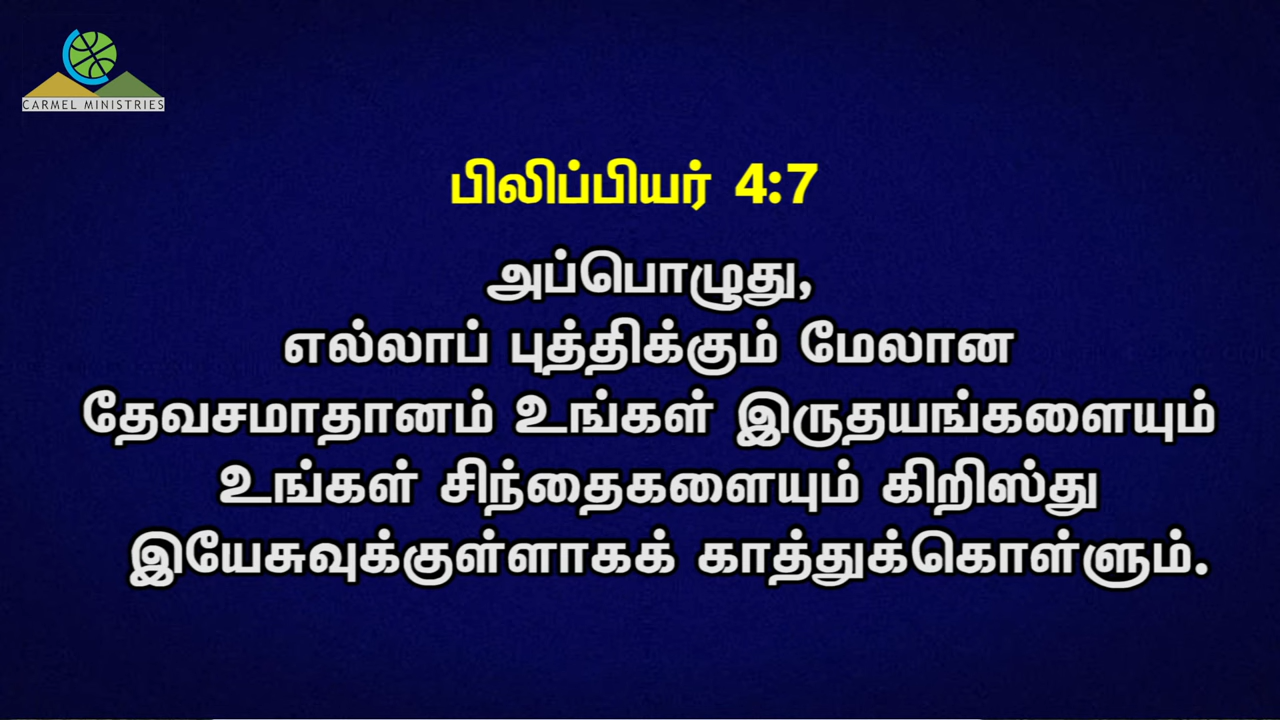 CARMEL MINISTRIES
பிலிப்பியர் 4:7
அப்பொழுது,
எல்லாப் புத்திக்கும் மேலான
தேவசமாதானம் உங்கள் இருதயங்களையும்
உங்கள் சிந்தைகளையும் கிறிஸ்து
இயேசுவுக்குள்ளாகக் காத்துக்கொள்ளும்.